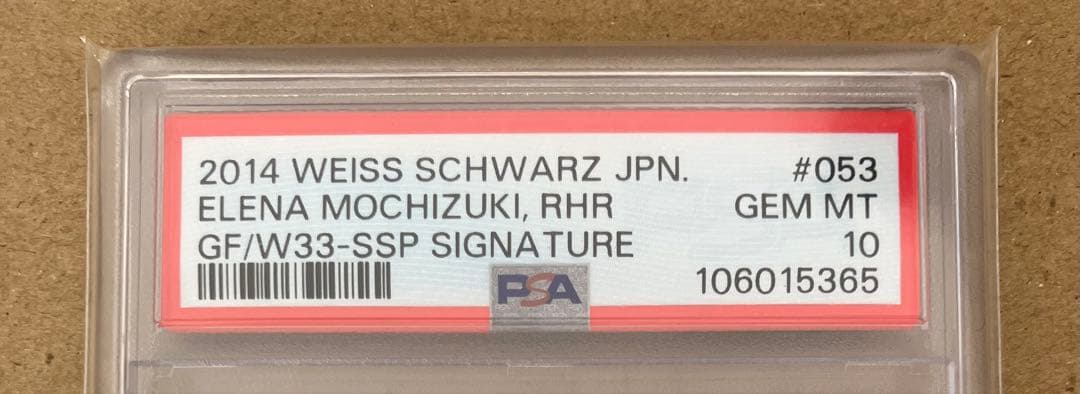 2014 WEISS SCHWARZ JPN. #053
ELENA MOCHIZUKI, RHR GEM MT
GF/W33-SSP SIGNATURE 10
PSA 106015365